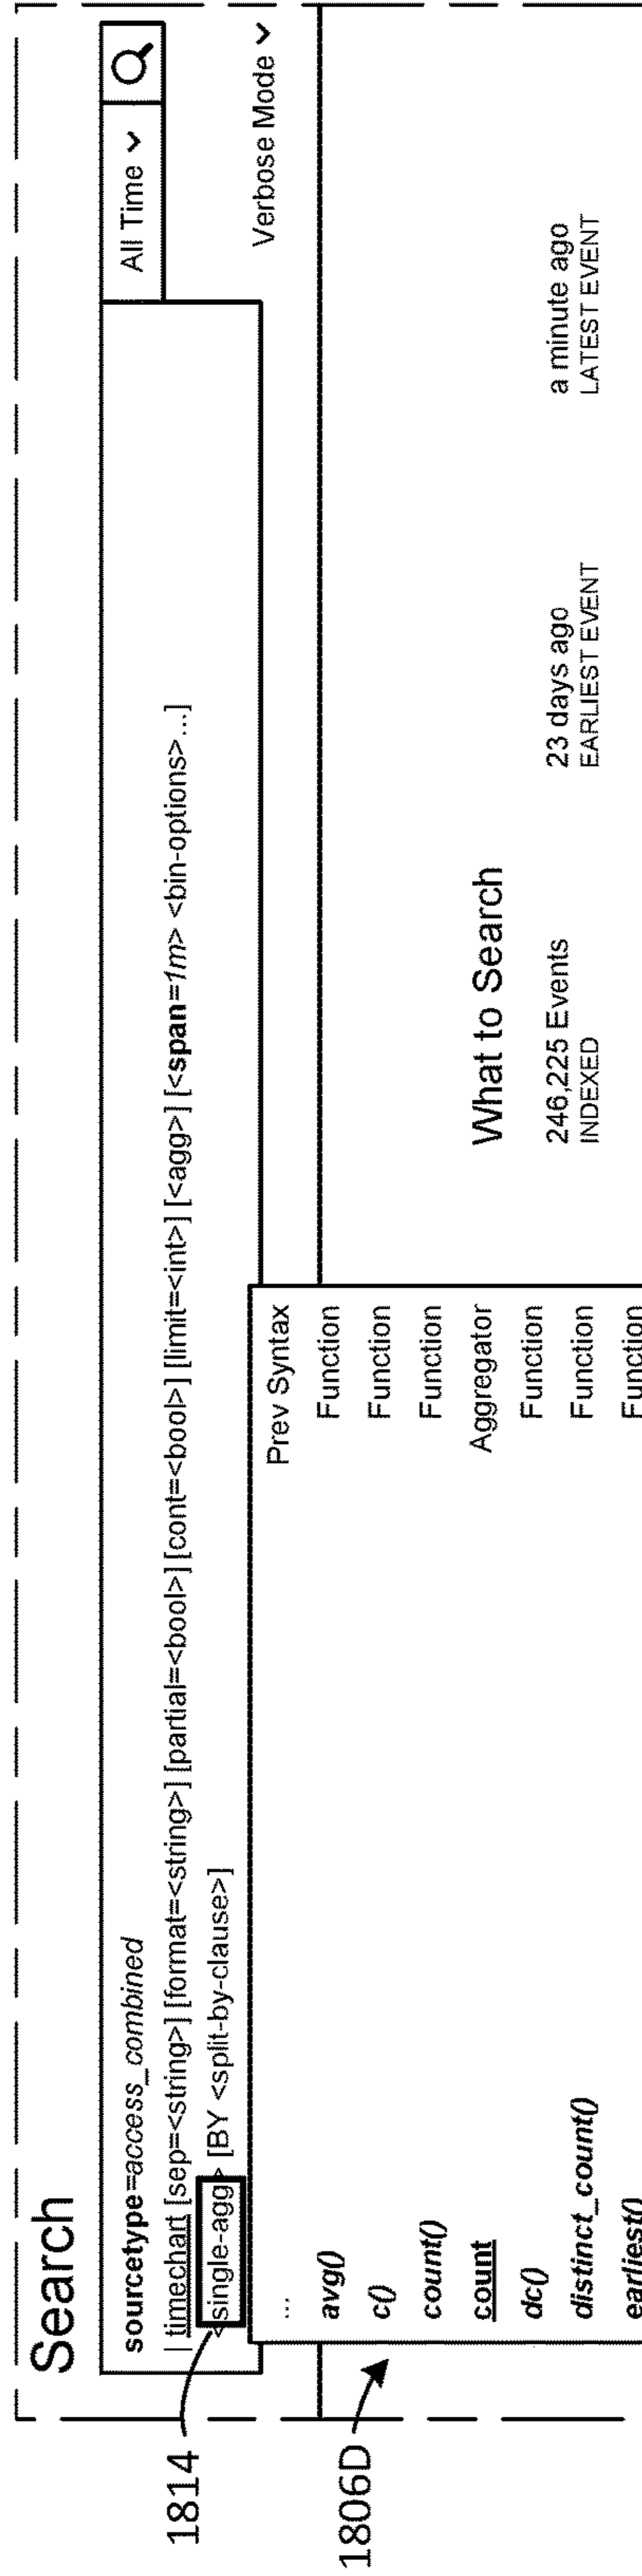 Search
sourcetype=access_combined
| timechart [sep=<string>] [format=<string>] [partial=<bool>] [cont=<bool>] [limit=<int>] [<agg>] [<span=1m> <bin-options>...]
<single-agg> [BY <split-by-clause>]
All Time
Verbose Mode
1814
1806D
... Prev Syntax
avg() Function
c() Function
count() Function
count Aggregator
dc() Function
distinct_count() Function
earliest() Function
What to Search
246,225 Events 23 days ago a minute ago
INDEXED EARLIEST EVENT LATEST EVENT